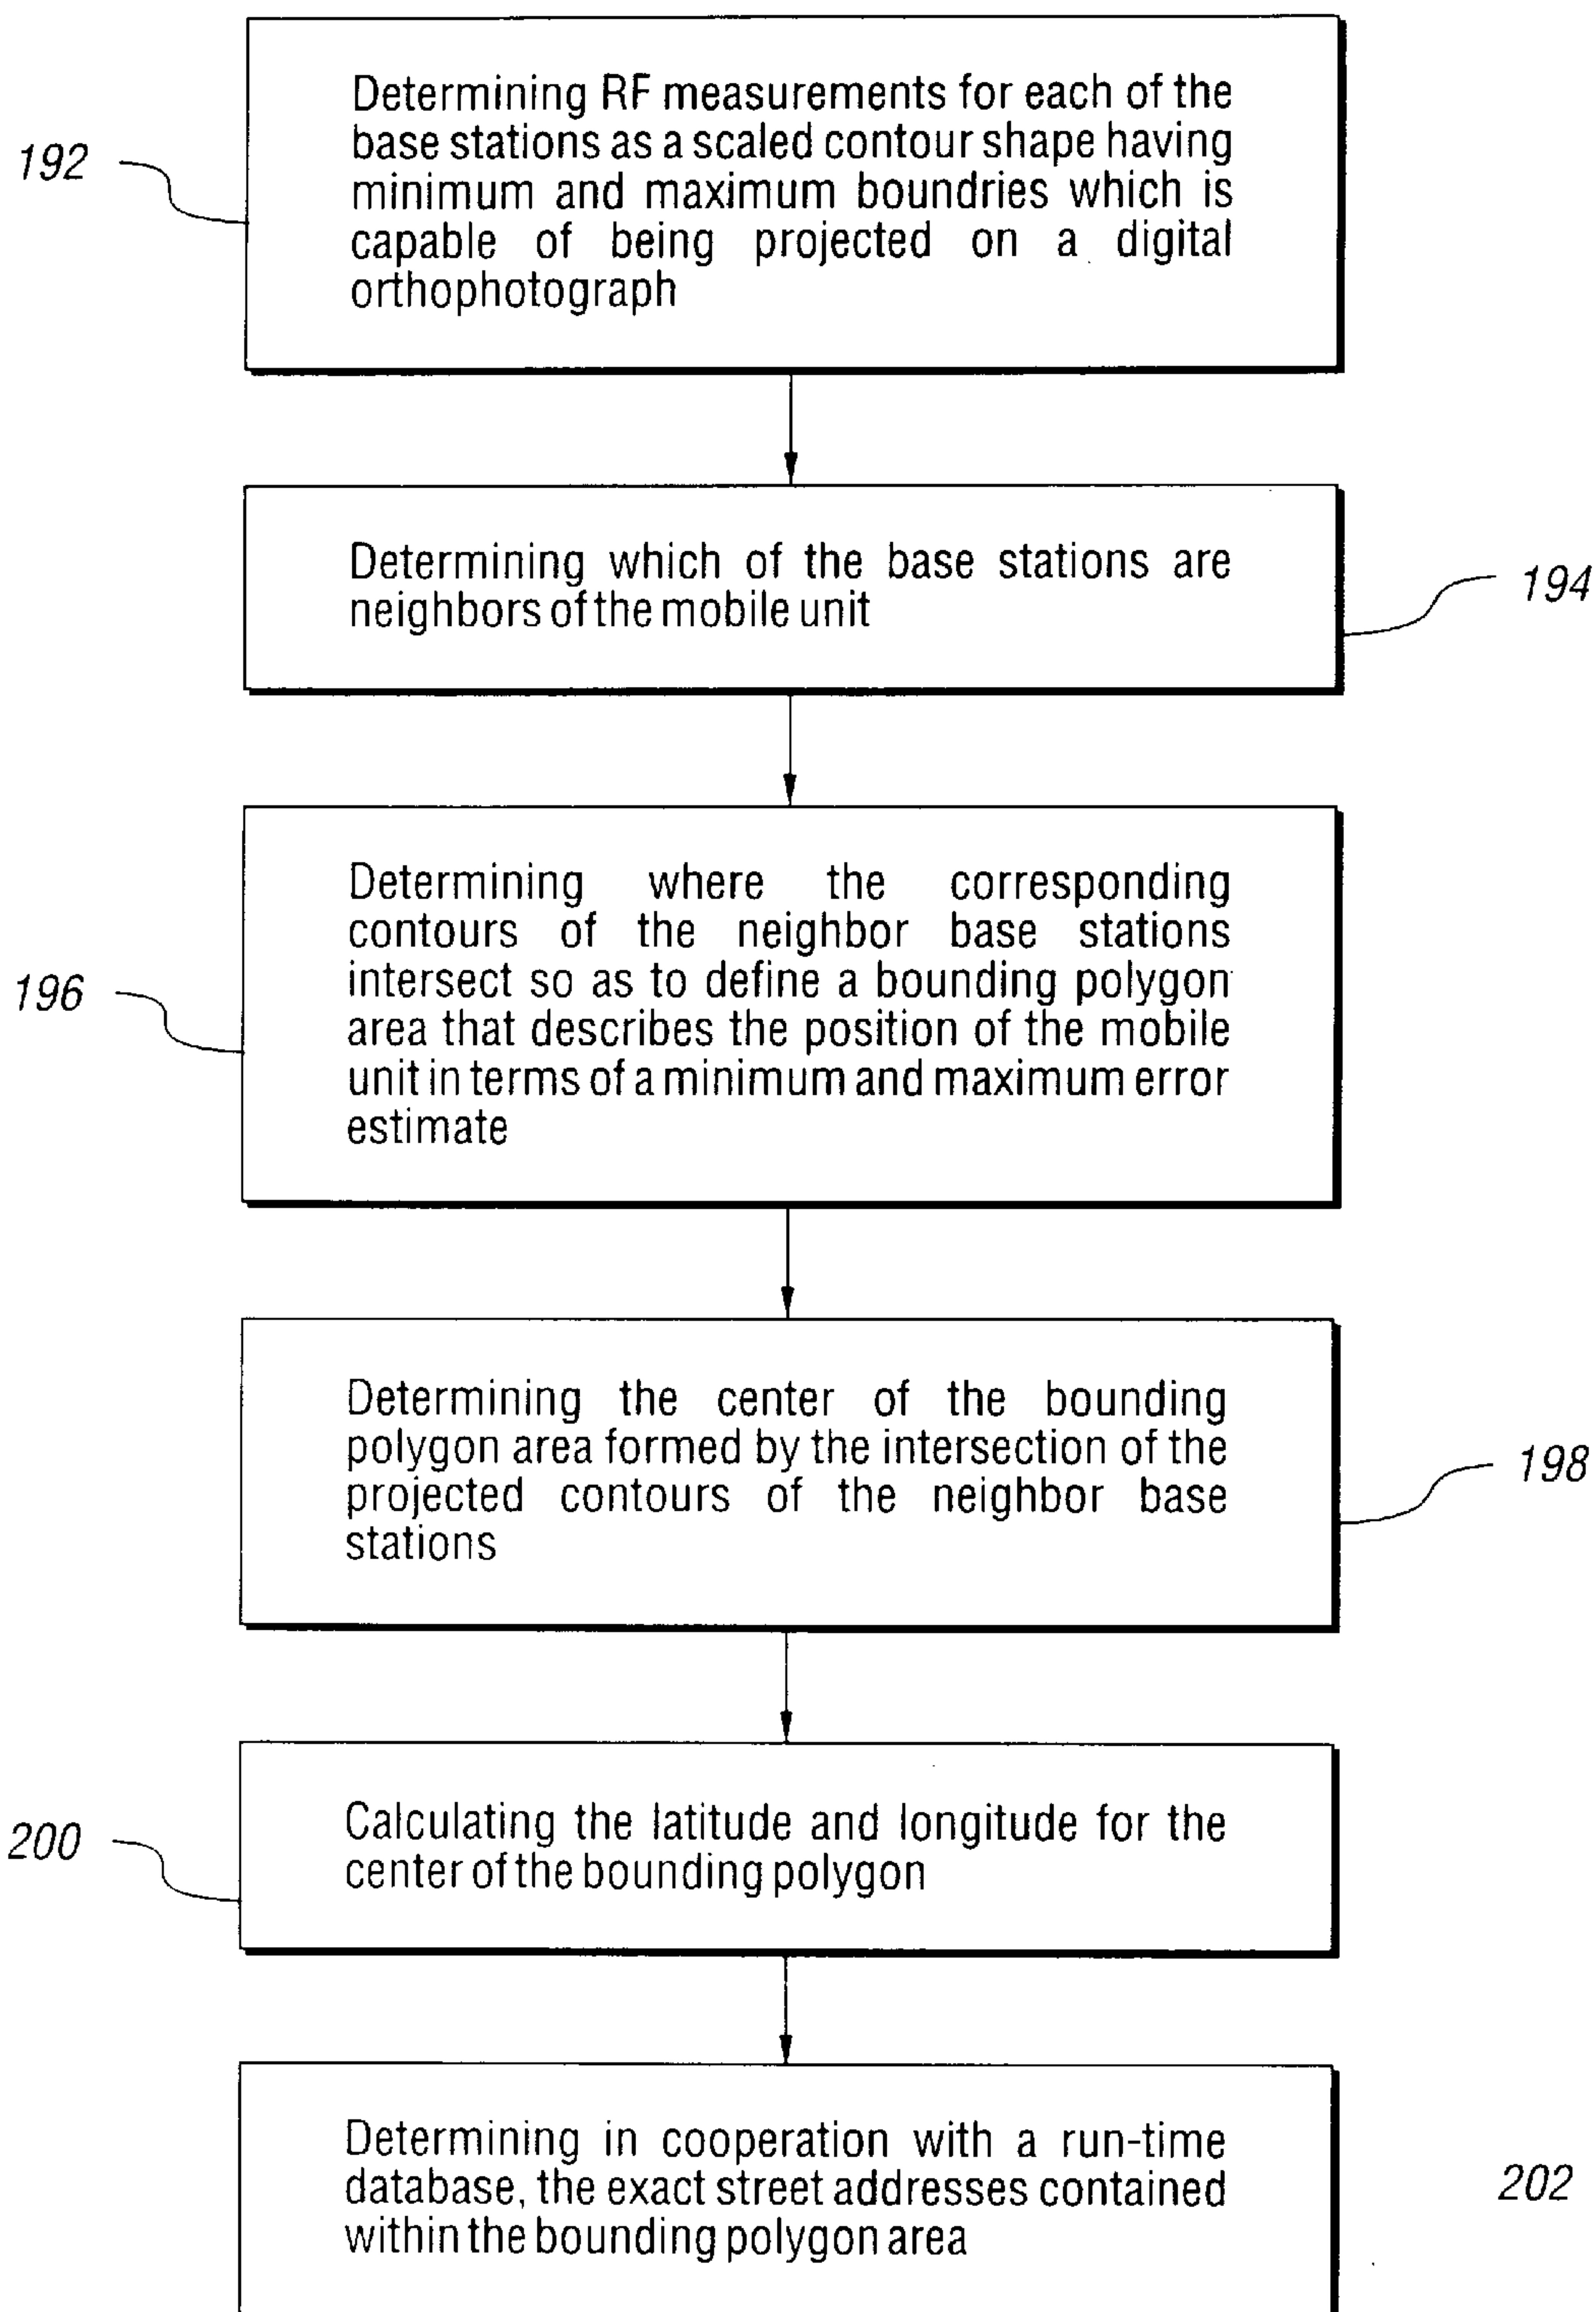 Determining RF measurements for each of the
base stations as a scaled contour shape having
minimum and maximum boundries which is
capable of being projected on a digital
orthophotograph
192
Determining which of the base stations are
neighbors of the mobile unit
194
Determining where the corresponding
contours of the neighbor base stations
intersect so as to define a bounding polygon
area that describes the position of the mobile
unit in terms of a minimum and maximum error
estimate
196
Determining the center of the bounding
polygon area formed by the intersection of the
projected contours of the neighbor base
stations
198
Calculating the latitude and longitude for the
center of the bounding polygon
200
Determining in cooperation with a run-time
database, the exact street addresses contained
within the bounding polygon area
202